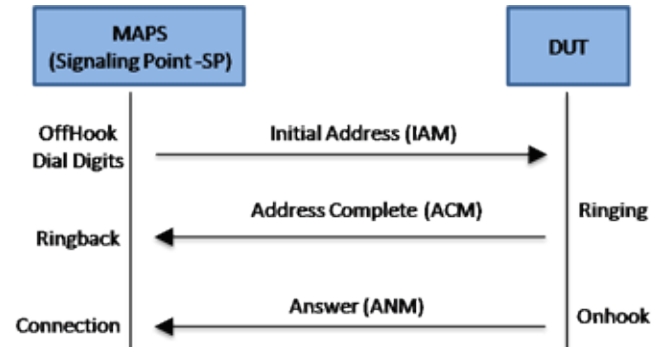 MAPS
(Signaling Point -SP)
DUT
OffHook
Dial Digits
Initial Address (IAM)
Address Complete (ACM)
Ringing
Ringback
Answer (ANM)
Onhook
Connection